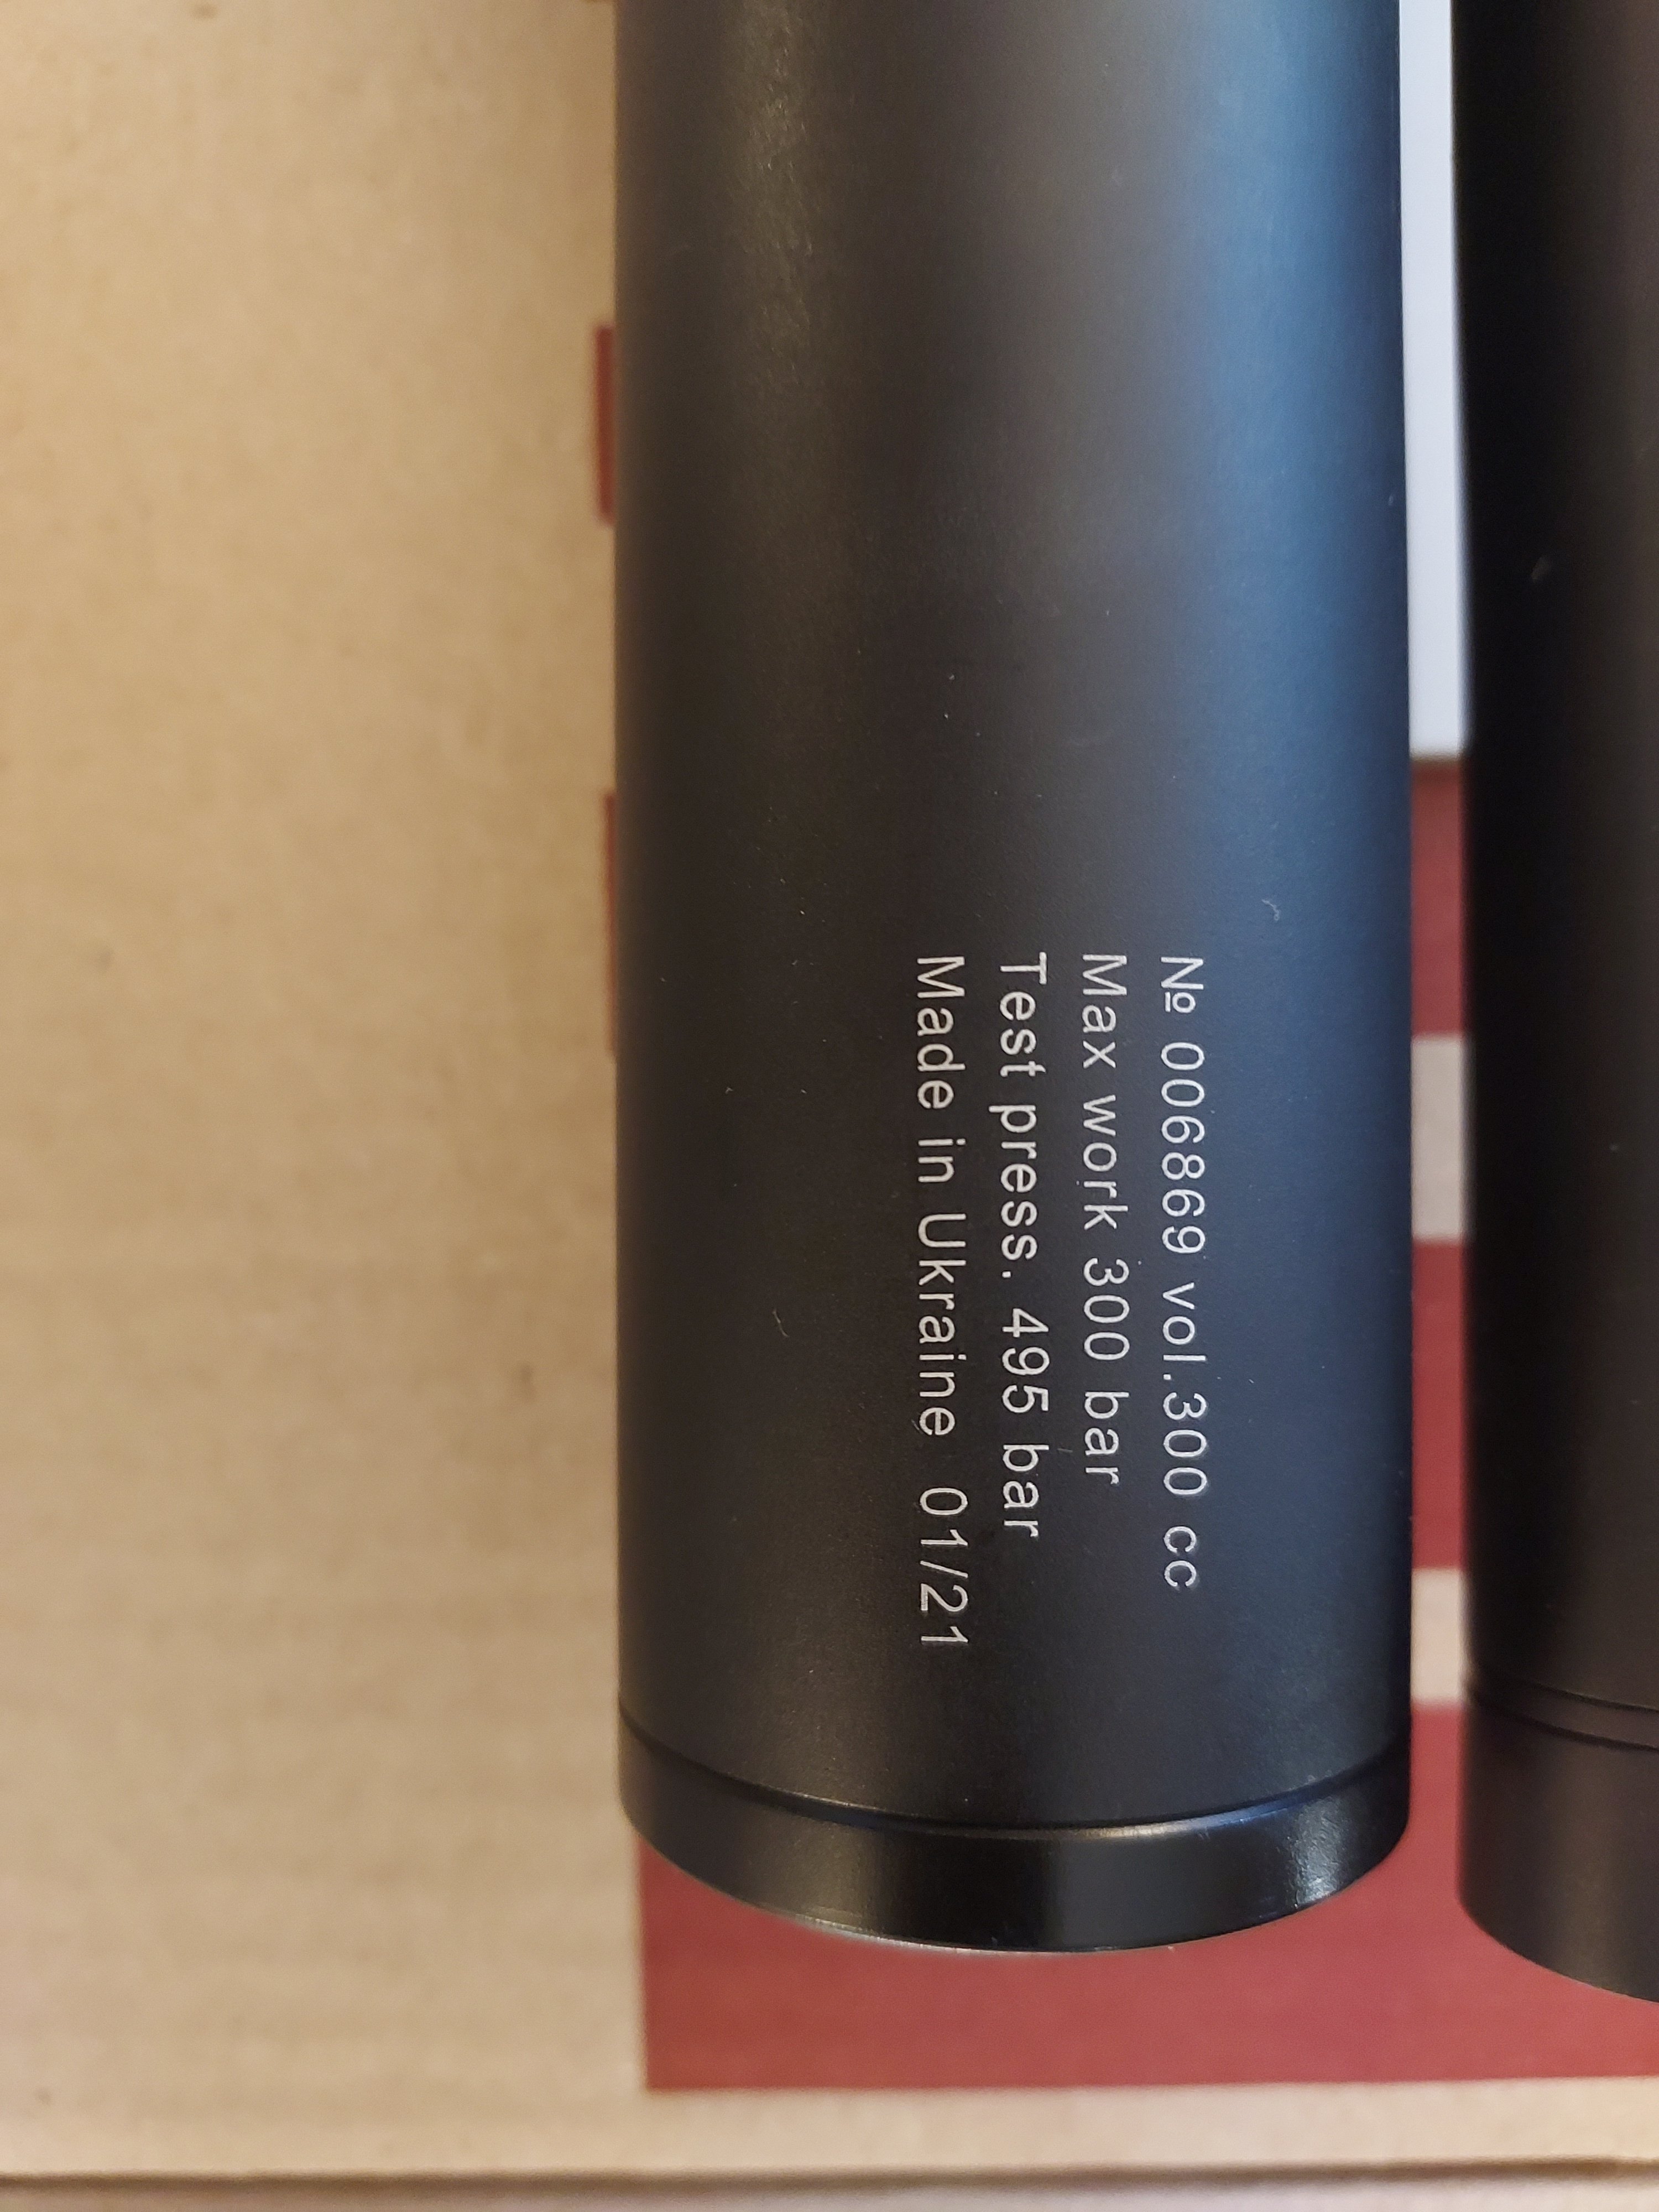 № 006869 vol.300 cc
Max work 300 bar
Test press. 495 bar
Made in Ukraine 01/21